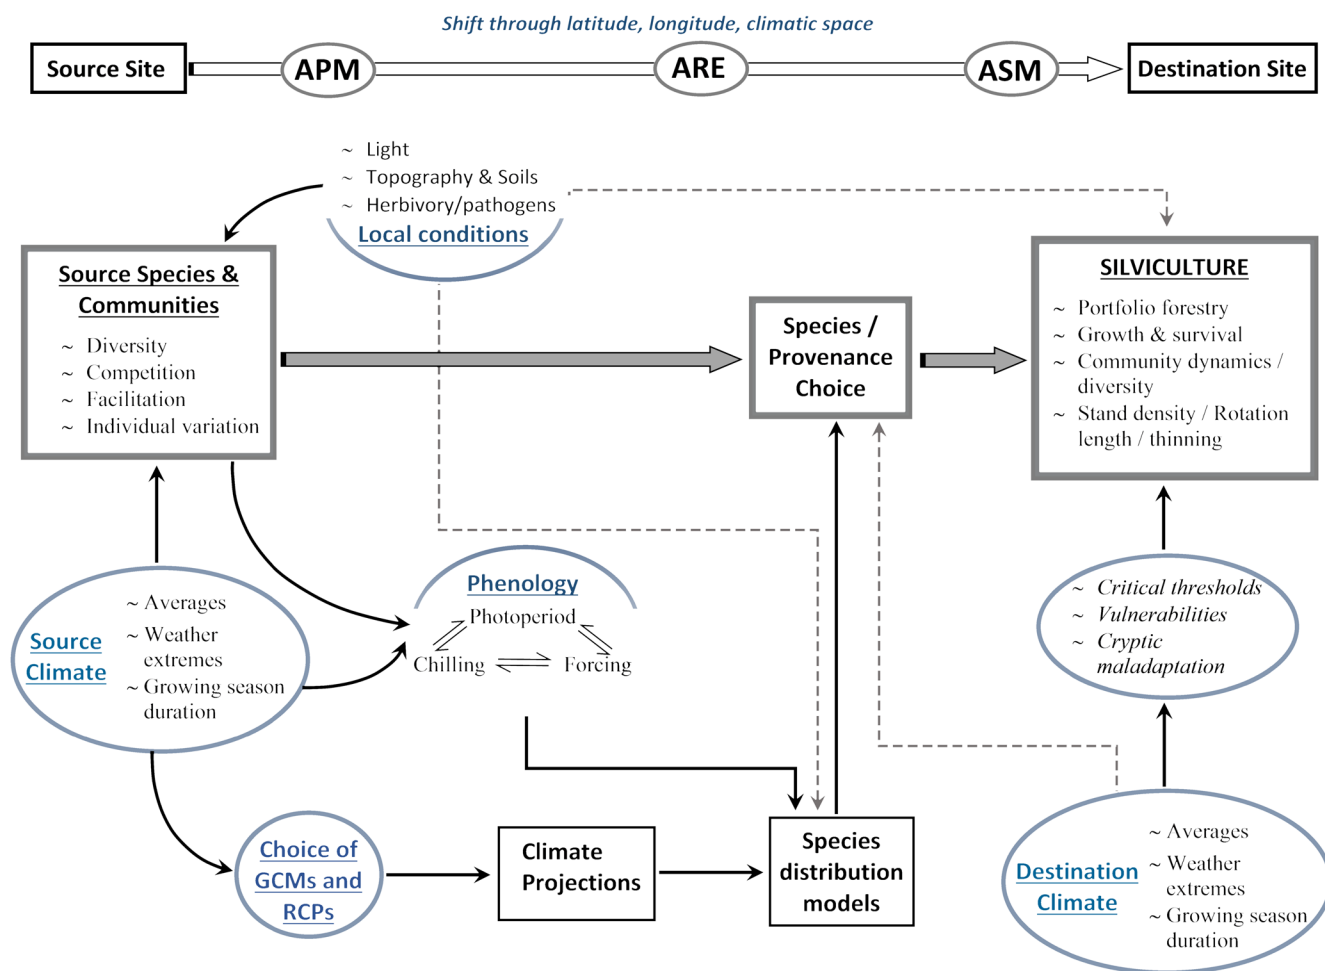 Shift through latitude, longitude, climatic space
Source Site
APM
ARE
ASM
Destination Site
~ Light
~ Topography & Soils
~ Herbivory/pathogens
Local conditions
Source Species &
Communities
~ Diversity
~ Competition
~ Facilitation
~ Individual variation
Species /
Provenance
Choice
SILVICULTURE
~ Portfolio forestry
~ Growth & survival
~ Community dynamics /
diversity
~ Stand density / Rotation
length / thinning
Phenology
Photoperiod
Chilling
Forcing
Source
Climate
~ Averages
~ Weather
extremes
~ Growing season
duration
~ Critical thresholds
~ Vulnerabilities
~ Cryptic
maladaptation
Choice of
GCMs and
RCPs
Climate
Projections
Species
distribution
models
Destination
Climate
~ Averages
~ Weather
extremes
~ Growing season
duration